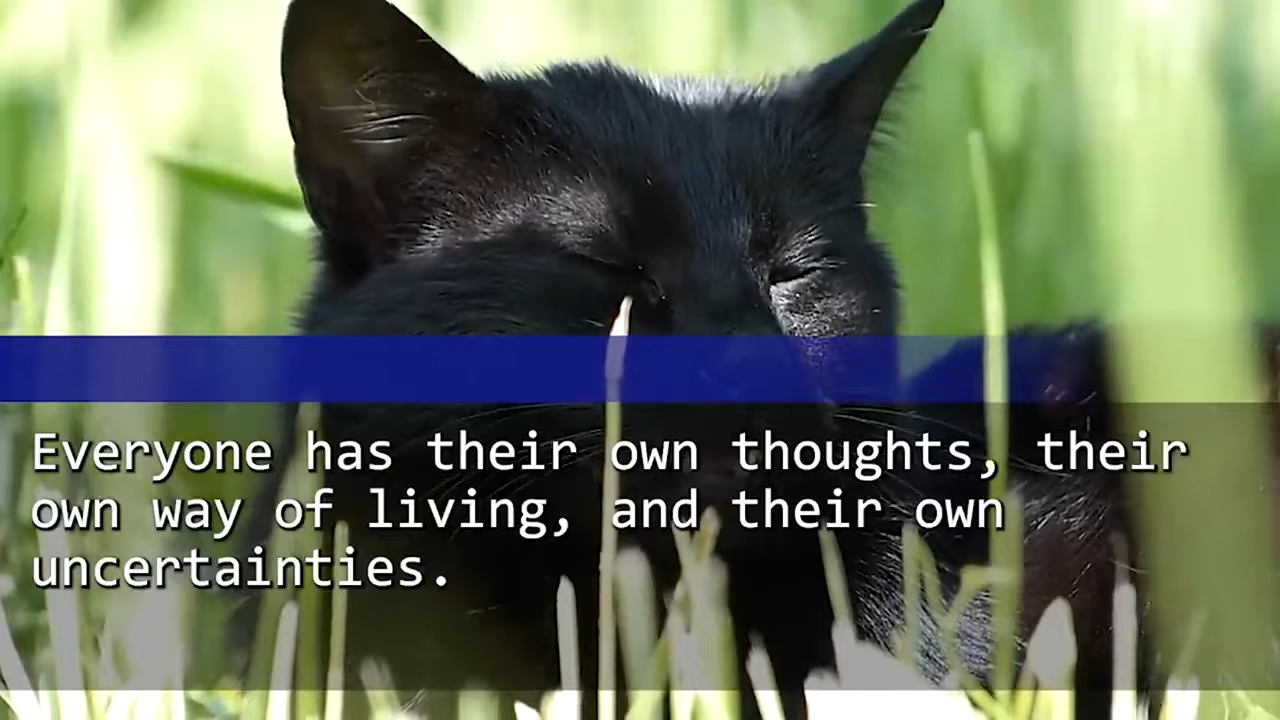 Everyone has their own thoughts, their
own way of living, and their own
uncertainties.